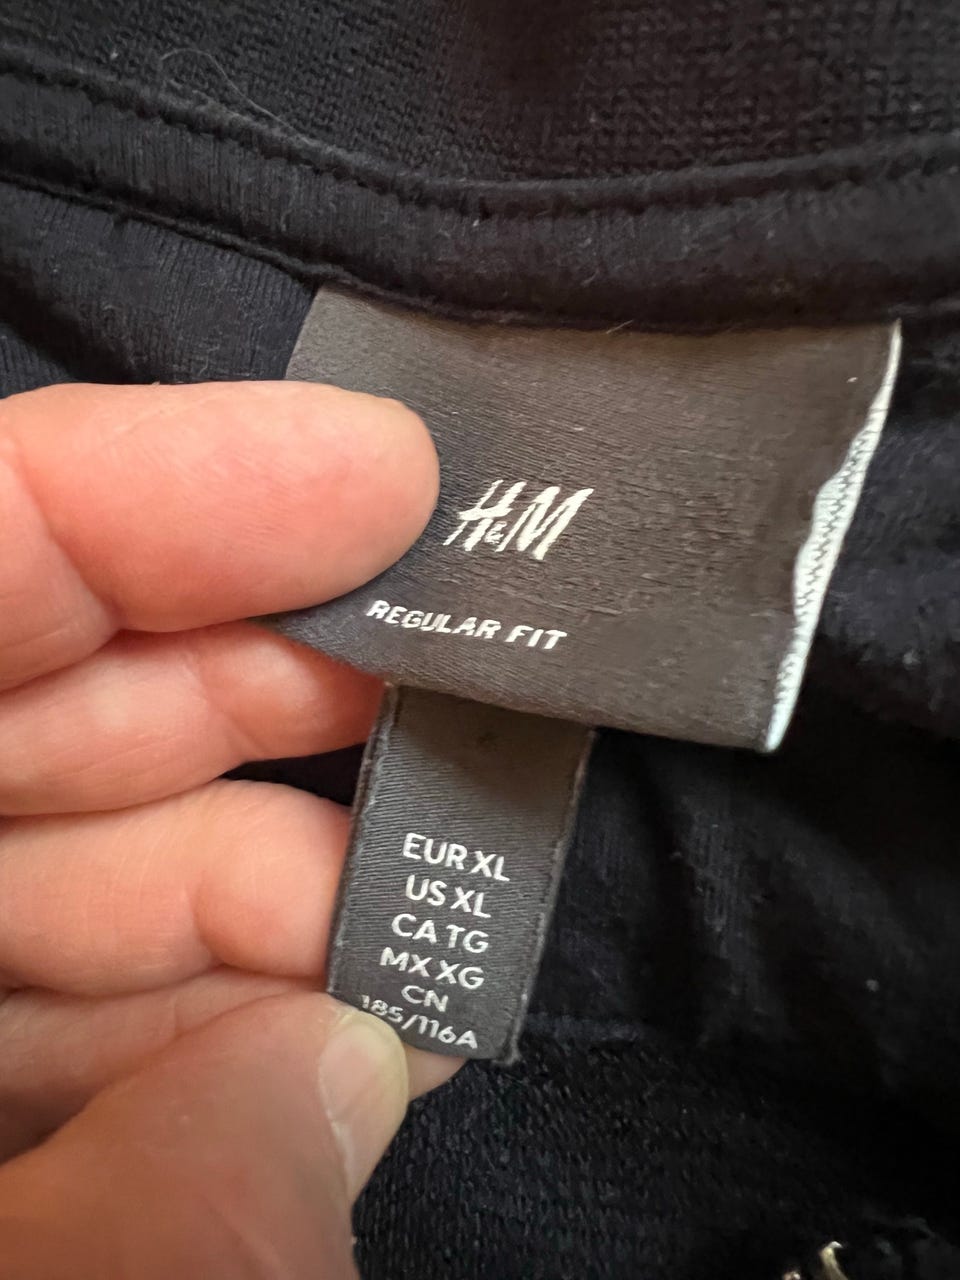 H&M
REGULAR FIT
EUR XL
US XL
CA TG
MX XG
CN
185/116A